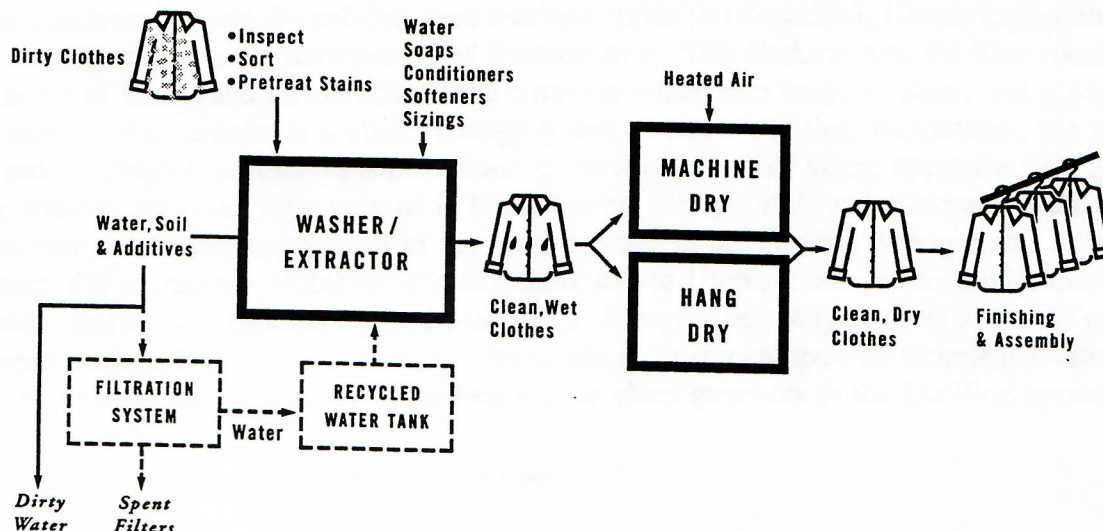 Dirty Clothes
•Inspect
•Sort
•Pretreat Stains
Water
Soaps
Conditioners
Softeners
Sizings
Heated Air
MACHINE
DRY
WASHER/
EXTRACTOR
Water, Soil
& Additives
Clean, Wet
Clothes
HANG
DRY
Clean, Dry
Clothes
Finishing
& Assembly
FILTRATION
SYSTEM
Water
RECYCLED
WATER TANK
Dirty
Water
Spent
Filters